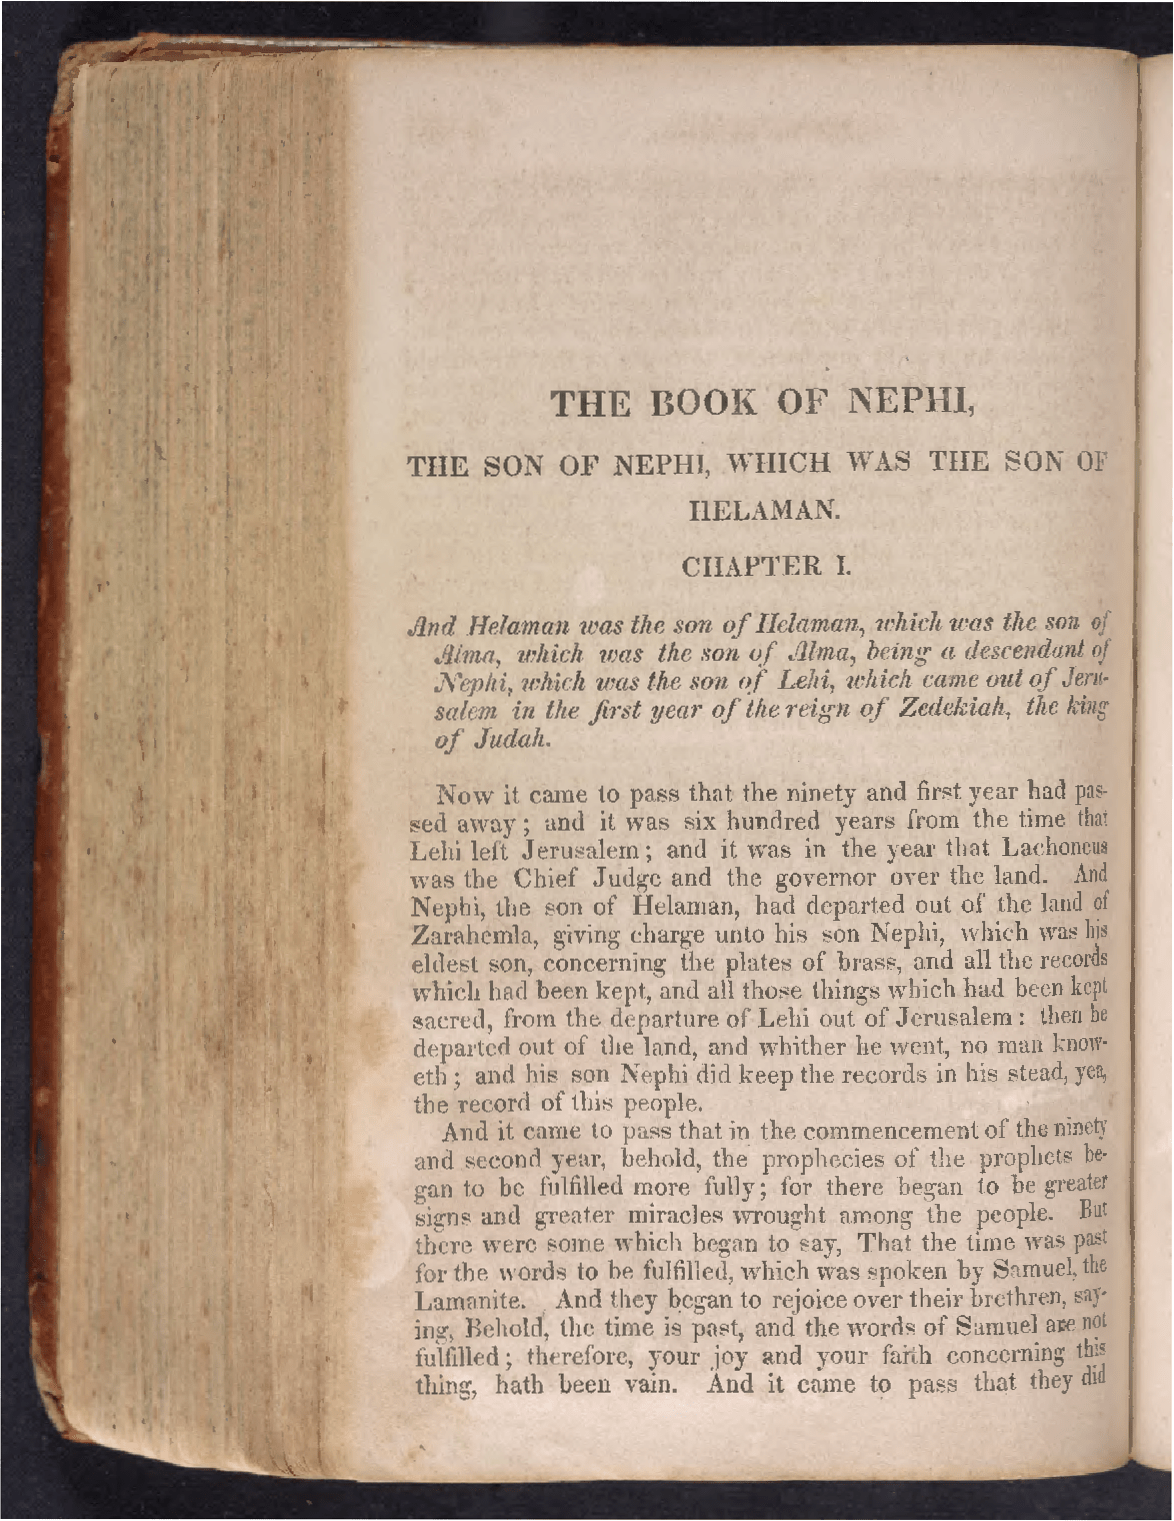 THE BOOK OF NEPHI,
THE SON OF NEPHI, WHICH WAS THE SON OF
HELAMAN.
CHAPTER I.
And Helaman was the son of Helaman, which was the son of
Alma, which was the son of Alma, being a descendant of
Nephi, which was the son of Lehi, which came out of Jeru-
salem in the first year of the reign of Zedekiah, the king
of Judah.
Now it came to pass that the ninety and first year had pas-
sed away; and it was six hundred years from the time that
Lehi left Jerusalem; and it was in the year that Lachoneus
was the Chief Judge and the governor over the land. And
Nephi, the son of Helaman, had departed out of the land of
Zarahemla, giving charge unto his son Nephi, which was his
eldest son, concerning the plates of brass, and all the records
which had been kept, and all those things which had been kept
sacred, from the departure of Lehi out of Jerusalem: then he
departed out of the land, and whither he went, no man know-
eth; and his son Nephi did keep the records in his stead, yea,
the record of this people.
And it came to pass that in the commencement of the ninety
and second year, behold, the prophecies of the prophets be-
gan to be fulfilled more fully; for there began to be greater
signs and greater miracles wrought among the people. But
there were some which began to say, That the time was past
for the words to be fulfilled, which was spoken by Samuel, the
Lamanite. And they began to rejoice over their brethren, say-
ing, Behold, the time is past, and the words of Samuel are not
fulfilled; therefore, your joy and your faith concerning this
thing, hath been vain. And it came to pass that they did